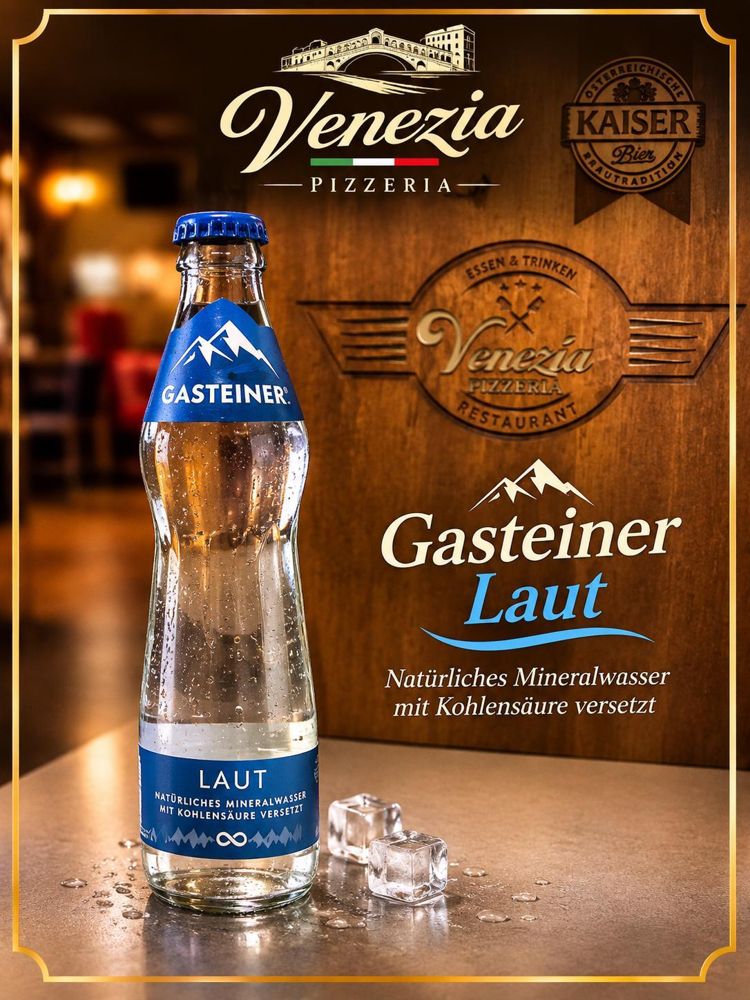 Venezia
PIZZERIA
ÖSTERREICHISCHE
KAISER
Bier
BRAUTRADITION
ESSEN & TRINKEN
Venezia
PIZZERIA
RESTAURANT
GASTEINER®
Gasteiner
Laut
Natürliches Mineralwasser
mit Kohlensäure versetzt
LAUT
NATÜRLICHES MINERALWASSER
MIT KOHLENSÄURE VERSETZT